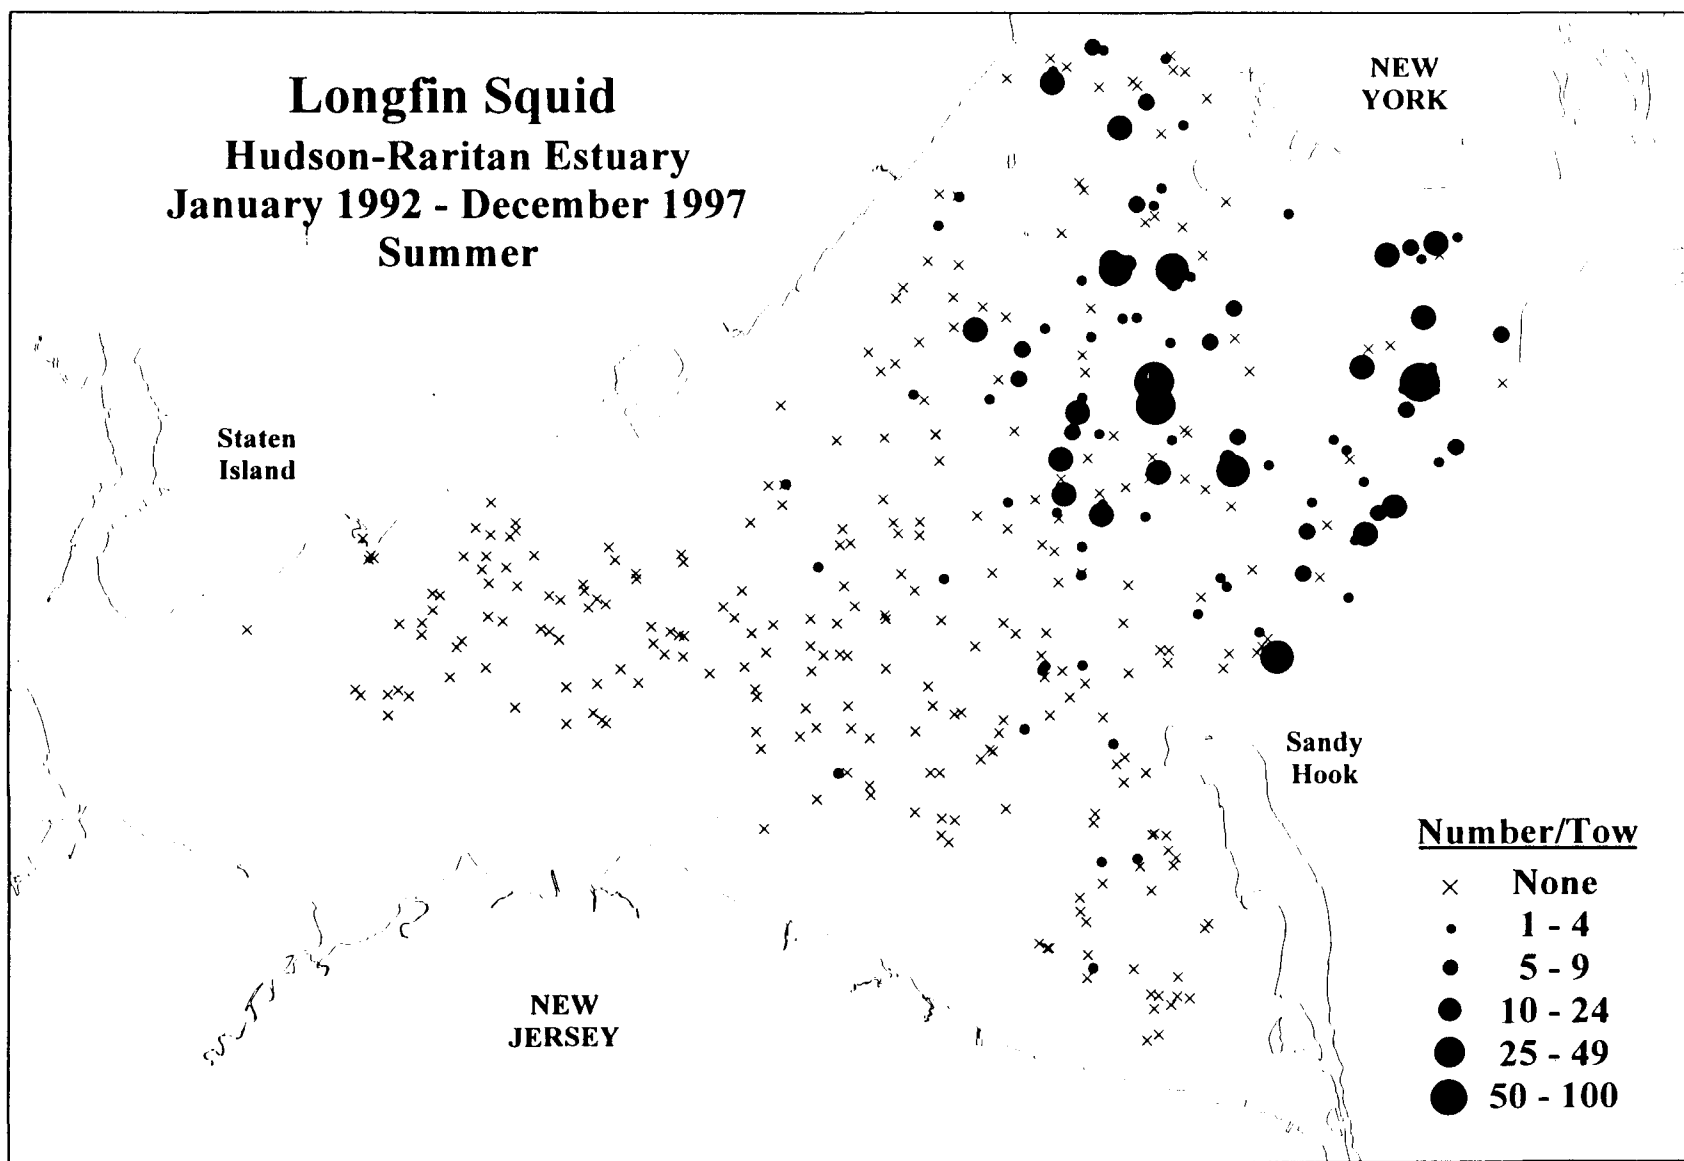 Longfin Squid
Hudson-Raritan Estuary
January 1992 - December 1997
Summer
NEW
YORK
Staten
Island
Sandy
Hook
NEW
JERSEY
Number/Tow
None
1 - 4
5 - 9
10 - 24
25 - 49
50 - 100